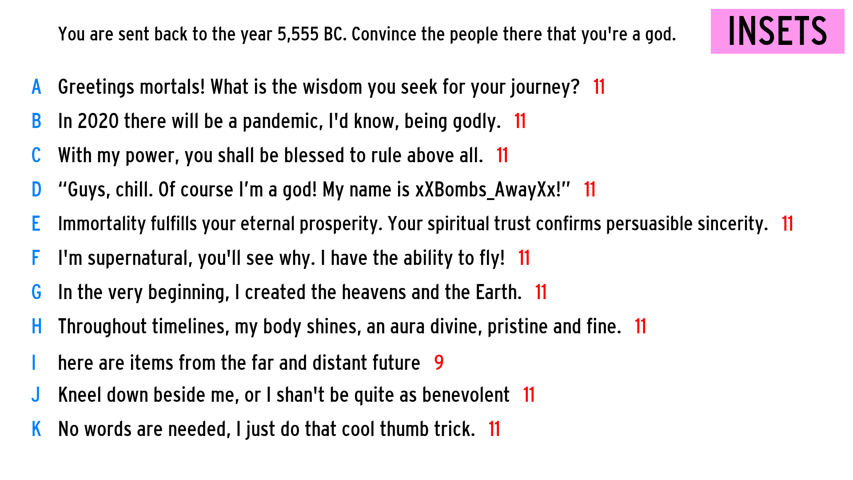 You are sent back to the year 5,555 BC. Convince the people there that you're a god.
INSETS
A Greetings mortals! What is the wisdom you seek for your journey? 11
B In 2020 there will be a pandemic, I'd know, being godly. 11
C With my power, you shall be blessed to rule above all. 11
D “Guys, chill. Of course I’m a god! My name is xXBombs_AwayXx!” 11
E Immortality fulfills your eternal prosperity. Your spiritual trust confirms persuasible sincerity. 11
F I'm supernatural, you'll see why. I have the ability to fly! 11
G In the very beginning, I created the heavens and the Earth. 11
H Throughout timelines, my body shines, an aura divine, pristine and fine. 11
I here are items from the far and distant future 9
J Kneel down beside me, or I shan't be quite as benevolent 11
K No words are needed, I just do that cool thumb trick. 11